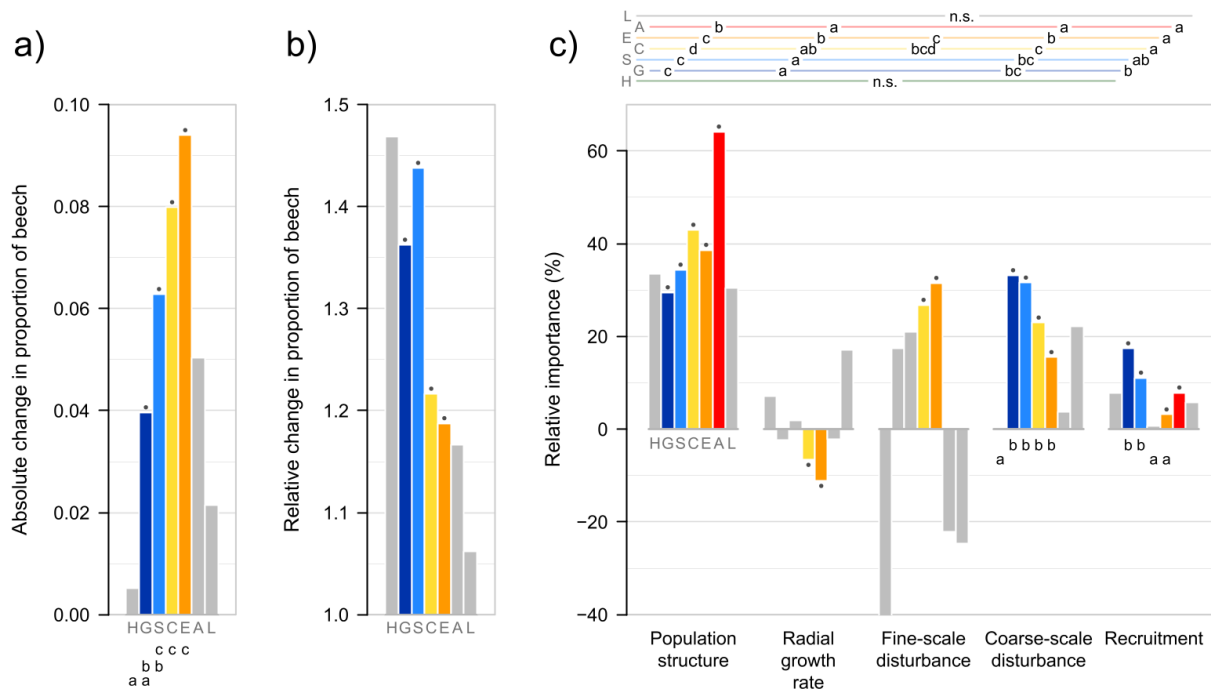 a)
Absolute change in proportion of beech
0.10
0.08
0.06
0.04
0.02
0.00
HGSCEAL
c c c
b b
a a
b)
Relative change in proportion of beech
1.5
1.4
1.3
1.2
1.1
1.0
HGSCEAL
c)
L n.s.
A b a a a
E c b c b a
C d ab bcd c a
S c a bc ab
G c a bc b
H n.s.
Relative importance (%)
60
40
20
0
−20
−40
HGSCEAL
b b b b
a
b b
a a
Population
structure
Radial
growth
rate
Fine-scale
disturbance
Coarse-scale
disturbance
Recruitment